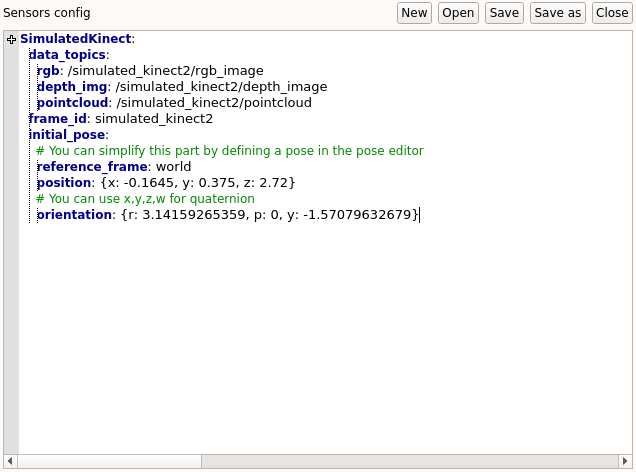 Sensors config New Open Save Save as Close
SimulatedKinect:
data_topics:
rgb: /simulated_kinect2/rgb_image
depth_img: /simulated_kinect2/depth_image
pointcloud: /simulated_kinect2/pointcloud
frame_id: simulated_kinect2
initial_pose:
# You can simplify this part by defining a pose in the pose editor
reference_frame: world
position: {x: -0.1645, y: 0.375, z: 2.72}
# You can use x,y,z,w for quaternion
orientation: {r: 3.14159265359, p: 0, y: -1.57079632679}